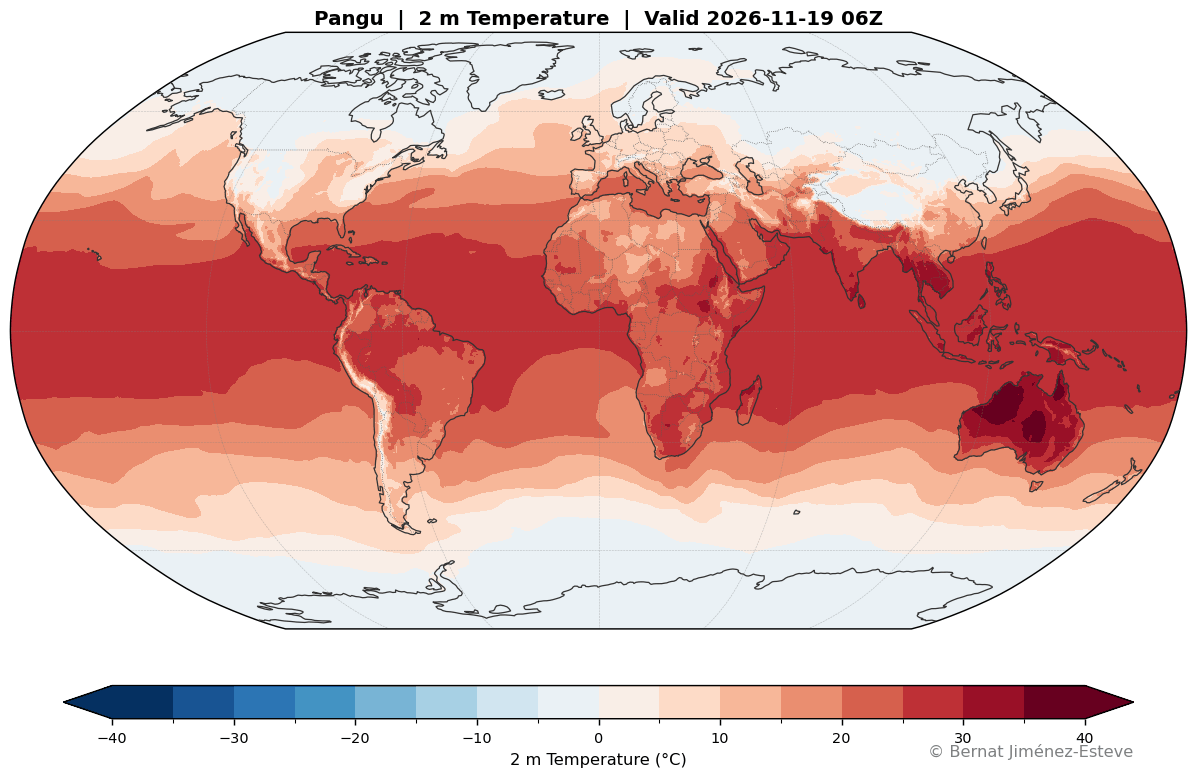 Pangu | 2 m Temperature | Valid 2026-11-19 06Z
−40 −30 −20 −10 0 10 20 30 40
2 m Temperature (°C)
© Bernat Jiménez-Esteve